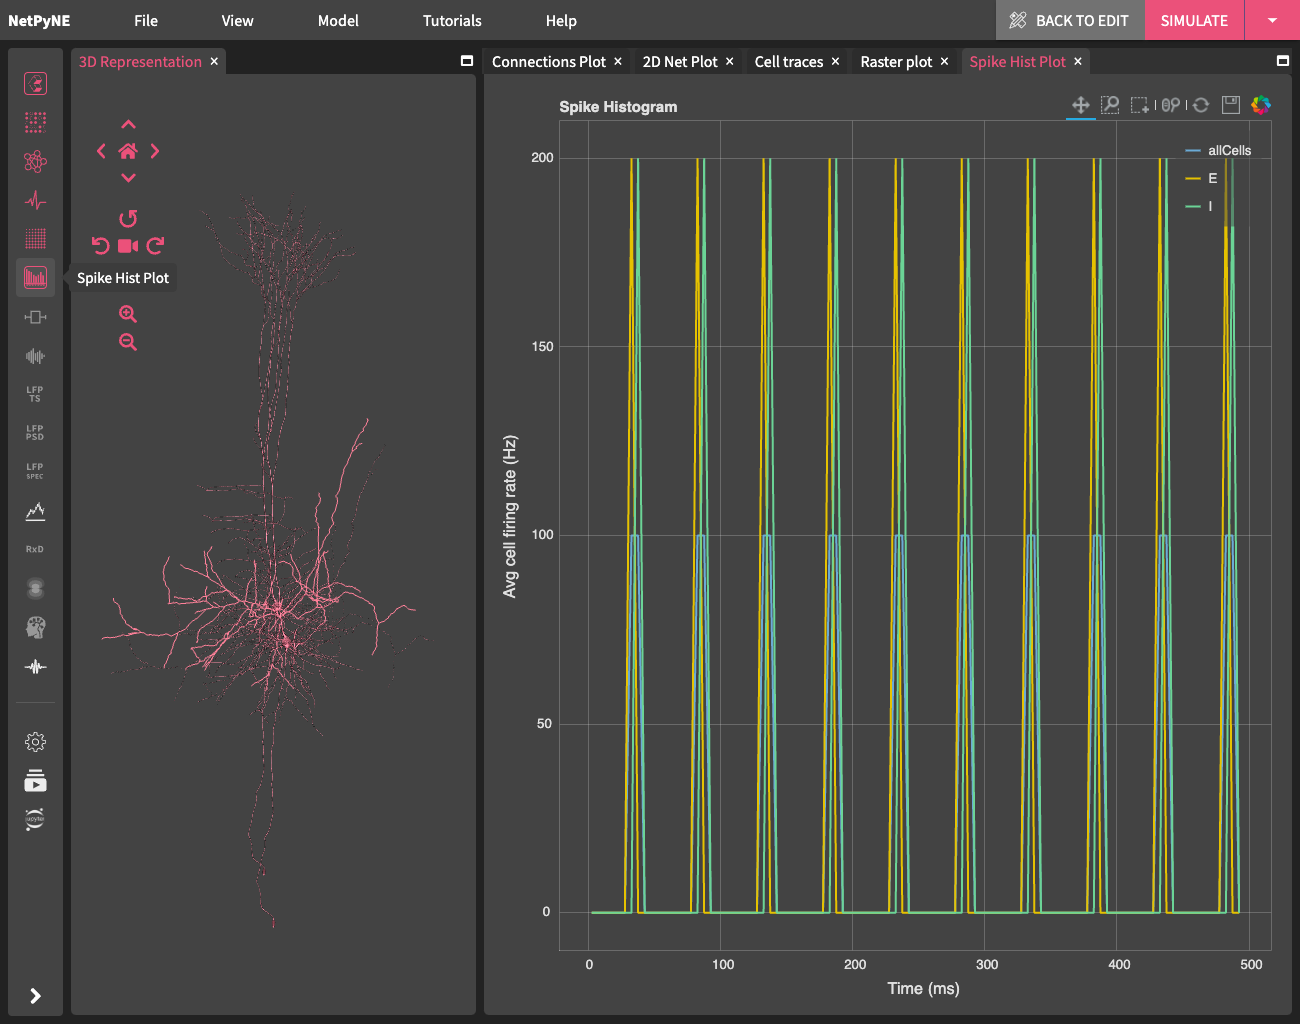 NetPyNE File View Model Tutorials Help BACK TO EDIT SIMULATE
3D Representation × Connections Plot × 2D Net Plot × Cell traces × Raster plot × Spike Hist Plot ×
Spike Histogram
allCells
E
I
Spike Hist Plot
LFP
TS
LFP
PSD
LFP
SPEC
RxD
jupyter
Avg cell firing rate (Hz)
200
150
100
50
0
0 100 200 300 400 500
Time (ms)